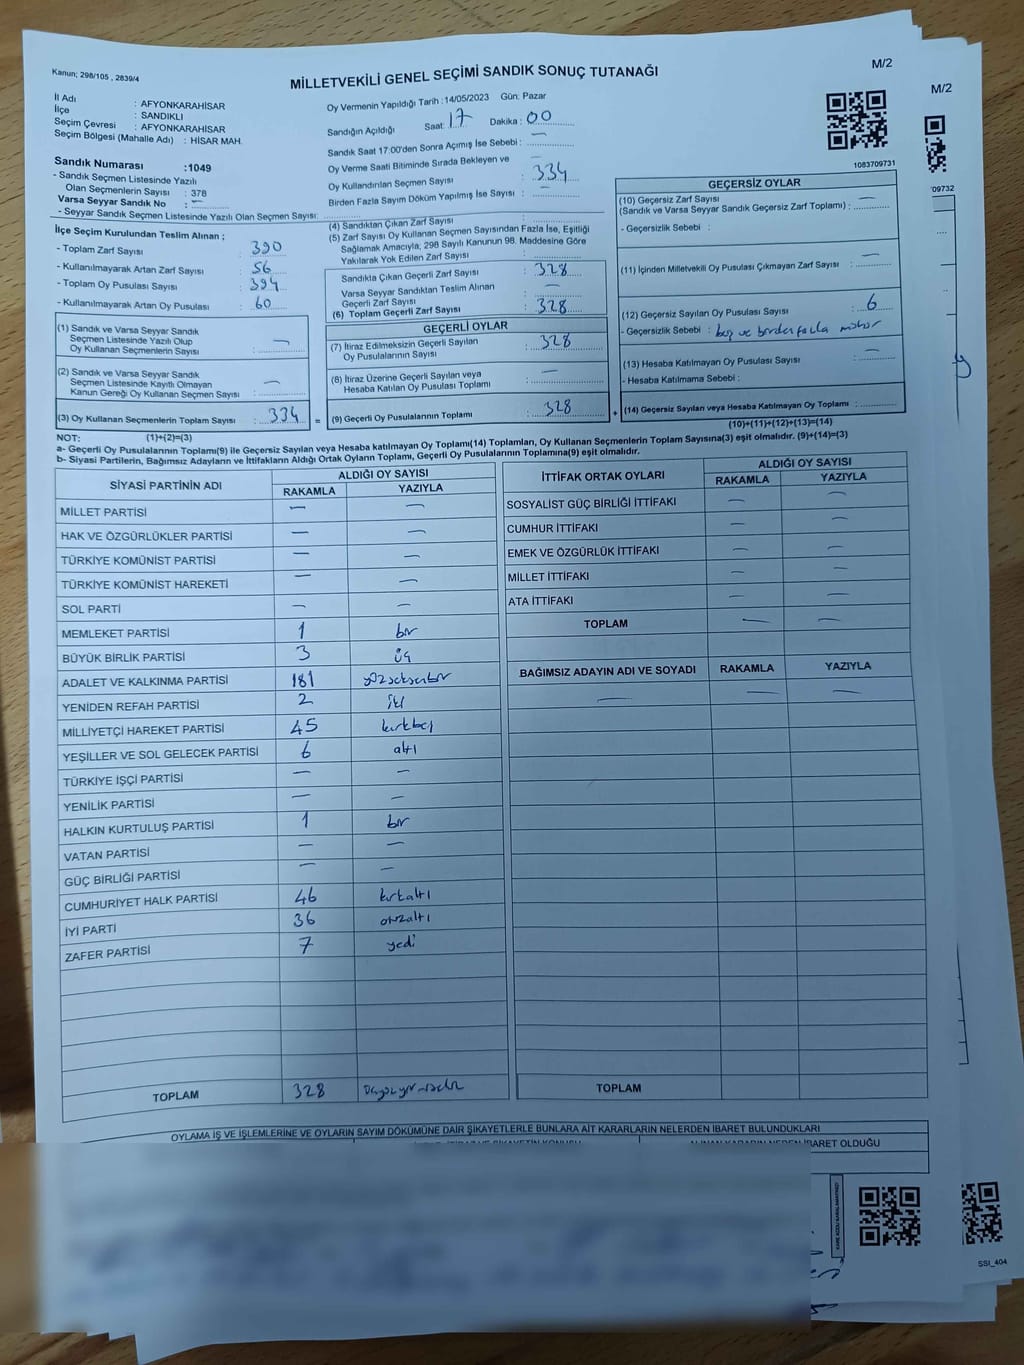 Kanun; 298/105 , 2839/4
M/2
MİLLETVEKİLİ GENEL SEÇİMİ SANDIK SONUÇ TUTANAĞI
M/2
İl Adı : AFYONKARAHİSAR
İlçe : SANDIKLI
Seçim Çevresi : AFYONKARAHİSAR
Seçim Bölgesi (Mahalle Adı) : HİSAR MAH.
Sandık Numarası :1049
- Sandık Seçmen Listesinde Yazılı
Olan Seçmenlerin Sayısı : 378
Varsa Seyyar Sandık No : —
- Seyyar Sandık Seçmen Listesinde Yazılı Olan Seçmen Sayısı:
Oy Vermenin Yapıldığı Tarih : 14/05/2023 Gün: Pazar
Sandığın Açıldığı Saat: 17 Dakika : 00
Sandık Saat 17:00'den Sonra Açımış İse Sebebi : —
Oy Verme Saati Bitiminde Sırada Bekleyen ve —
Oy Kullandırılan Seçmen Sayısı : 334
Birden Fazla Sayım Döküm Yapılmış İse Sayısı : —
1083709731
09732
İlçe Seçim Kurulundan Teslim Alınan ;
- Toplam Zarf Sayısı : 390
- Kullanılmayarak Artan Zarf Sayısı : 56
- Toplam Oy Pusulası Sayısı : 394
- Kullanılmayarak Artan Oy Pusulası : 60
(1) Sandık ve Varsa Seyyar Sandık
Seçmen Listesinde Yazılı Olup
Oy Kullanan Seçmenlerin Sayısı : —
(2) Sandık ve Varsa Seyyar Sandık
Seçmen Listesinde Kayıtlı Olmayan
Kanun Gereği Oy Kullanan Seçmen Sayısı : —
(3) Oy Kullanan Seçmenlerin Toplam Sayısı : 334 =
(4) Sandıktan Çıkan Zarf Sayısı :
(5) Zarf Sayısı Oy Kullanan Seçmen Sayısından Fazla İse, Eşitliği
Sağlamak Amacıyla; 298 Sayılı Kanunun 98. Maddesine Göre
Yakılarak Yok Edilen Zarf Sayısı :
Sandıkta Çıkan Geçerli Zarf Sayısı : 328
Varsa Seyyar Sandıktan Teslim Alınan
Geçerli Zarf Sayısı : —
(6) Toplam Geçerli Zarf Sayısı : 328
GEÇERLİ OYLAR
(7) İtiraz Edilmeksizin Geçerli Sayılan
Oy Pusulalarının Sayısı : 328
(8) İtiraz Üzerine Geçerli Sayılan veya
Hesaba Katılan Oy Pusulası Toplamı : —
(9) Geçerli Oy Pusulalarının Toplamı : 328 +
GEÇERSİZ OYLAR
(10) Geçersiz Zarf Sayısı
(Sandık ve Varsa Seyyar Sandık Geçersiz Zarf Toplamı) : —
- Geçersizlik Sebebi :
(11) İçinden Milletvekili Oy Pusulası Çıkmayan Zarf Sayısı : —
(12) Geçersiz Sayılan Oy Pusulası Sayısı : 6
- Geçersizlik Sebebi : boş ve birden fazla mühür
(13) Hesaba Katılmayan Oy Pusulası Sayısı : —
- Hesaba Katılmama Sebebi :
(14) Geçersiz Sayılan veya Hesaba Katılmayan Oy Toplamı :
(10)+(11)+(12)+(13)=(14)
NOT: (1)+(2)=(3)
a- Geçerli Oy Pusulalarının Toplamı(9) ile Geçersiz Sayılan veya Hesaba katılmayan Oy Toplamı(14) Toplamları, Oy Kullanan Seçmenlerin Toplam Sayısına(3) eşit olmalıdır. (9)+(14)=(3)
b- Siyasi Partilerin, Bağımsız Adayların ve İttifakların Aldığı Ortak Oyların Toplamı, Geçerli Oy Pusulalarının Toplamına(9) eşit olmalıdır.
SİYASİ PARTİNİN ADI ALDIĞI OY SAYISI
RAKAMLA YAZIYLA
MİLLET PARTİSİ — —
HAK VE ÖZGÜRLÜKLER PARTİSİ — —
TÜRKİYE KOMÜNİST PARTİSİ — —
TÜRKİYE KOMÜNİST HAREKETİ — —
SOL PARTİ — —
MEMLEKET PARTİSİ 1 bir
BÜYÜK BİRLİK PARTİSİ 3 üç
ADALET VE KALKINMA PARTİSİ 181 yüzseksenbir
YENİDEN REFAH PARTİSİ 2 iki
MİLLİYETÇİ HAREKET PARTİSİ 45 kırkbeş
YEŞİLLER VE SOL GELECEK PARTİSİ 6 altı
TÜRKİYE İŞÇİ PARTİSİ — —
YENİLİK PARTİSİ — —
HALKIN KURTULUŞ PARTİSİ 1 bir
VATAN PARTİSİ — —
GÜÇ BİRLİĞİ PARTİSİ — —
CUMHURİYET HALK PARTİSİ 46 kırkaltı
İYİ PARTİ 36 otuzaltı
ZAFER PARTİSİ 7 yedi
TOPLAM 328 üçyüzyirmisekiz
İTTİFAK ORTAK OYLARI ALDIĞI OY SAYISI
RAKAMLA YAZIYLA
SOSYALİST GÜÇ BİRLİĞİ İTTİFAKI — —
CUMHUR İTTİFAKI — —
EMEK VE ÖZGÜRLÜK İTTİFAKI — —
MİLLET İTTİFAKI — —
ATA İTTİFAKI — —
TOPLAM — —
BAĞIMSIZ ADAYIN ADI VE SOYADI RAKAMLA YAZIYLA
— — —
TOPLAM
OYLAMA İŞ VE İŞLEMLERİNE VE OYLARIN SAYIM DÖKÜMÜNE DAİR ŞİKAYETLERLE BUNLARA AİT KARARLARIN NELERDEN İBARET BULUNDUKLARI
ALINAN KARARIN NEDEN İBARET OLDUĞU
SSI_404